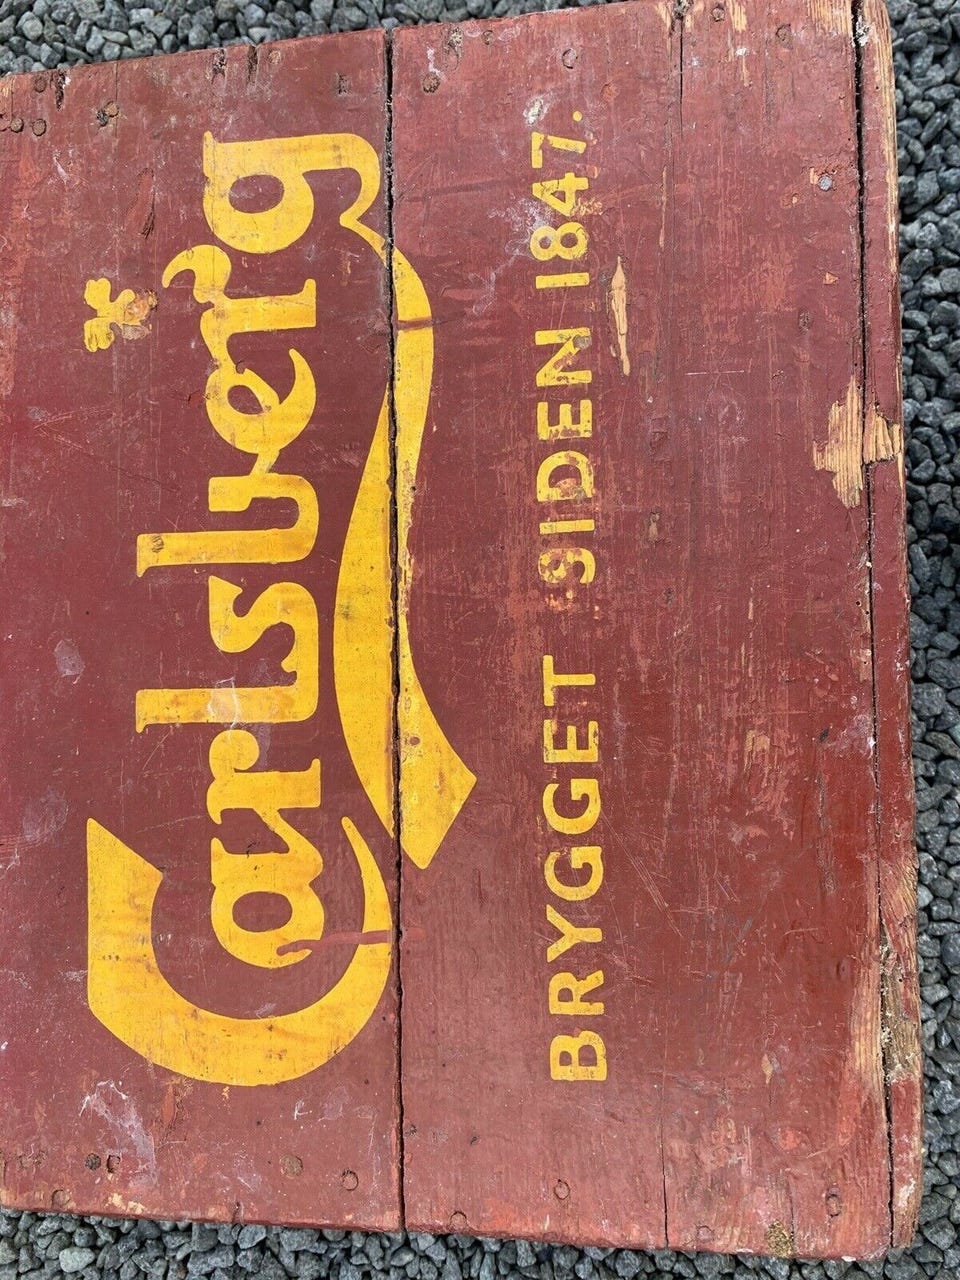 Carlsberg
BRYGGET SIDEN 1847.